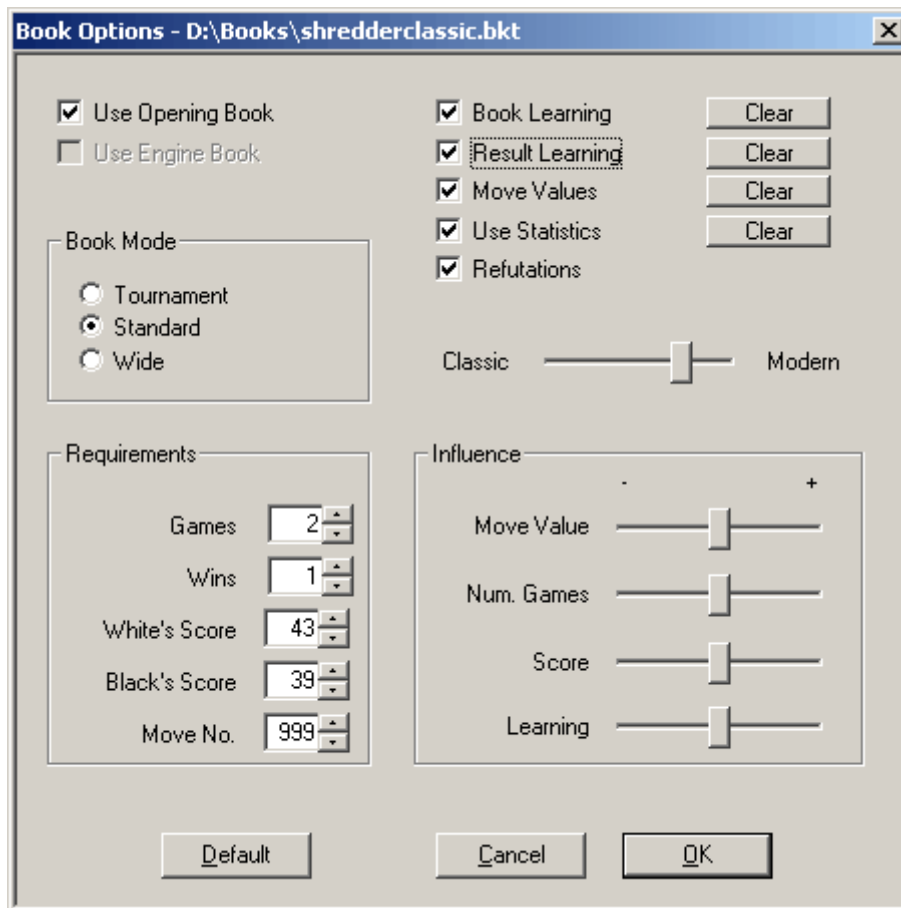 Book Options - D:\Books\shredderclassic.bkt
Use Opening Book
Use Engine Book
Book Learning Clear
Result Learning Clear
Move Values Clear
Use Statistics Clear
Refutations
Book Mode
Tournament
Standard
Wide
Classic Modern
Requirements
Games 2
Wins 1
White's Score 43
Black's Score 39
Move No. 999
Influence
- +
Move Value
Num. Games
Score
Learning
Default Cancel OK